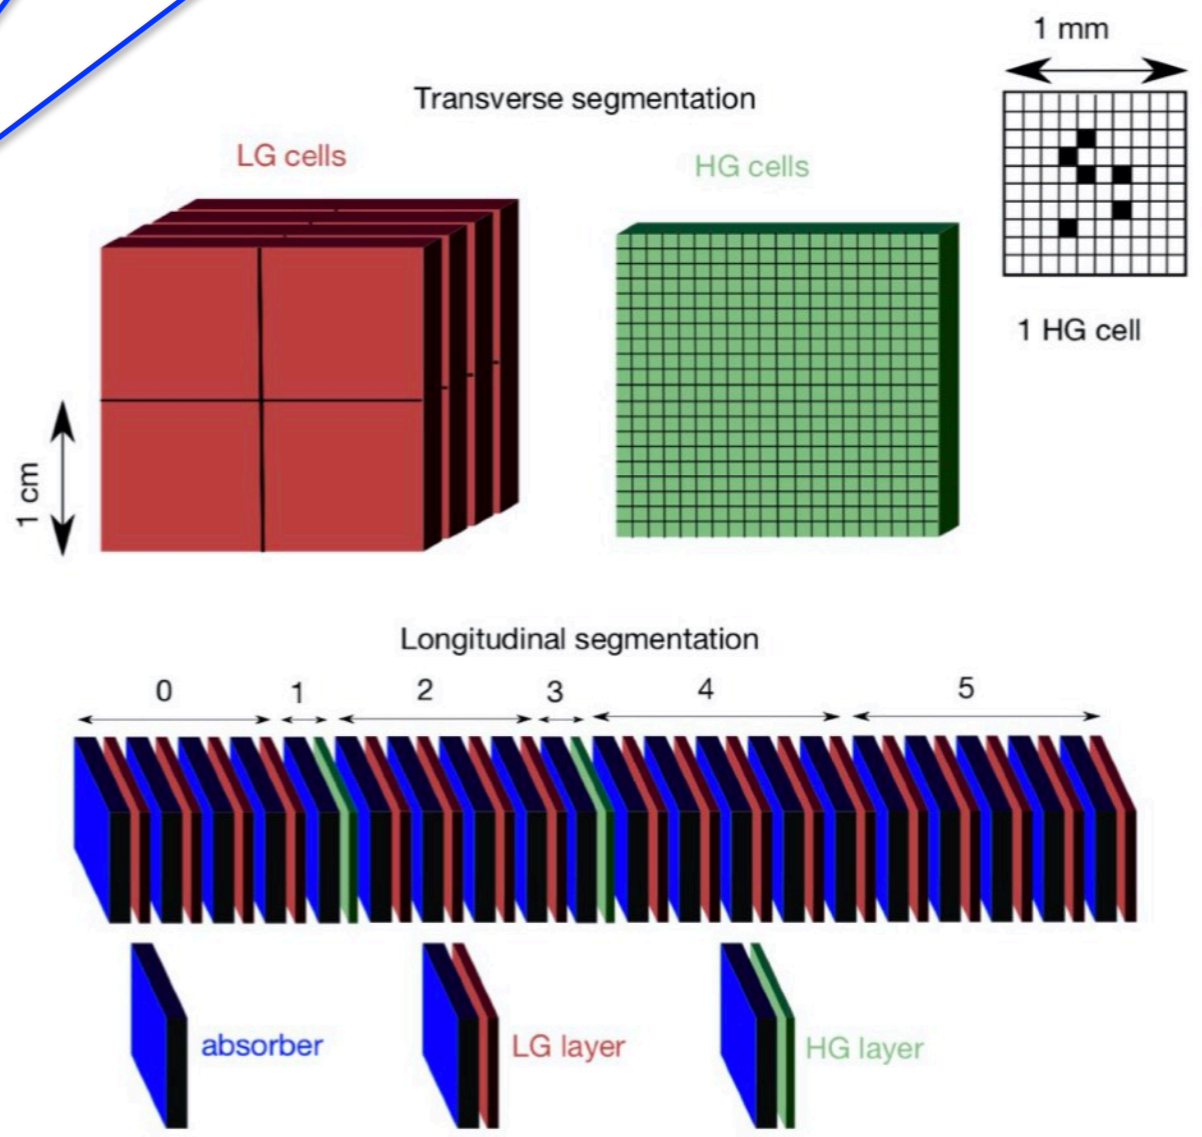 1 mm
Transverse segmentation
LG cells
HG cells
1 HG cell
1 cm
Longitudinal segmentation
0 1 2 3 4 5
absorber
LG layer
HG layer